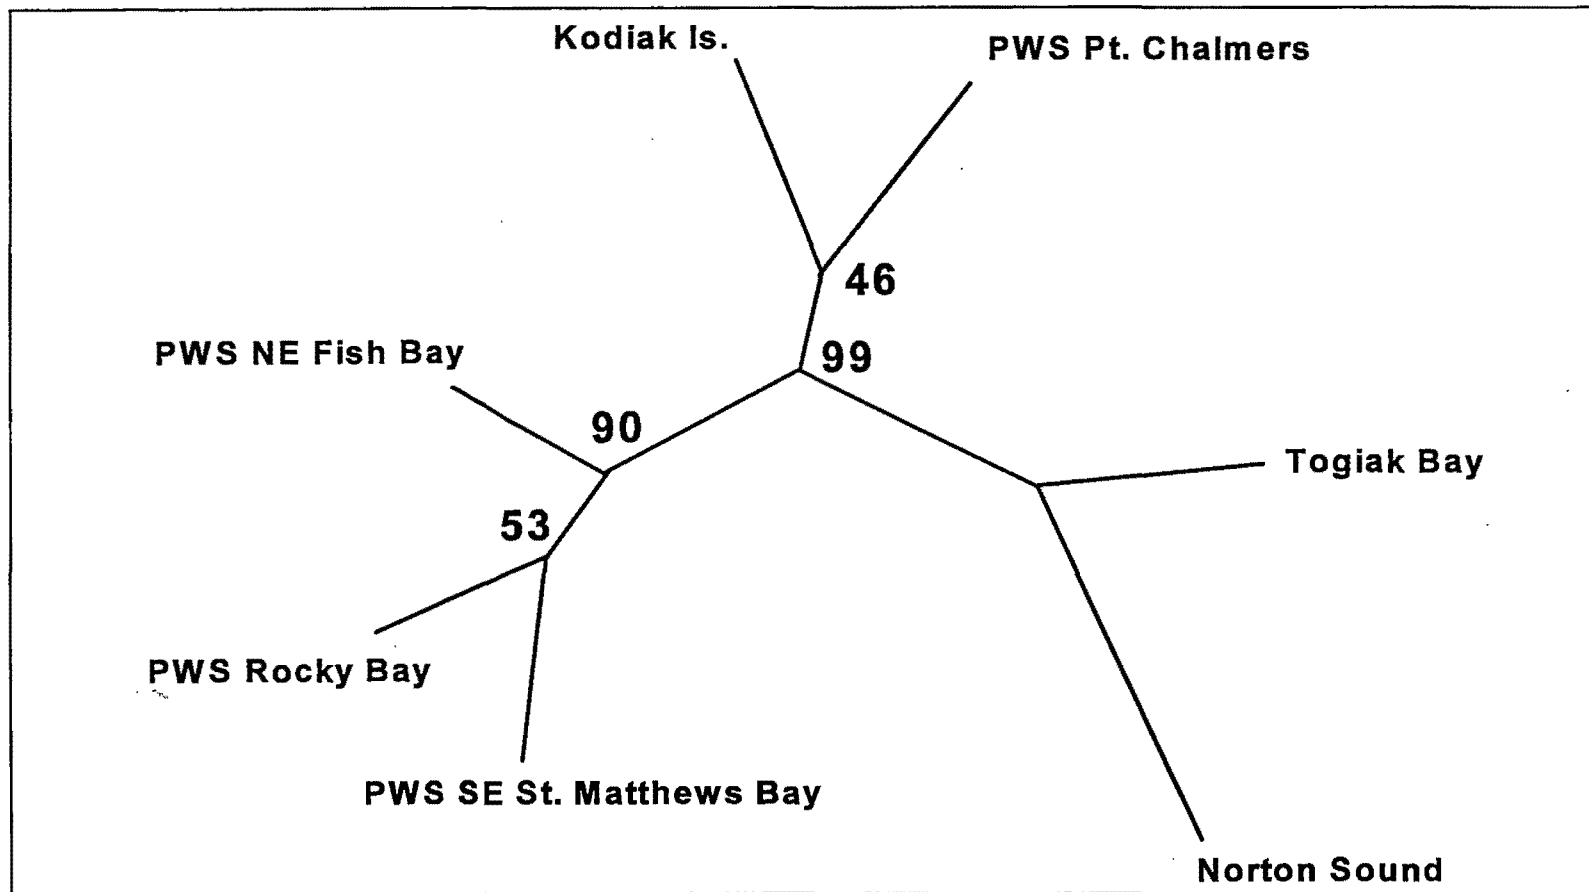 Kodiak Is.
PWS Pt. Chalmers
46
99
PWS NE Fish Bay
90
Togiak Bay
53
PWS Rocky Bay
PWS SE St. Matthews Bay
Norton Sound